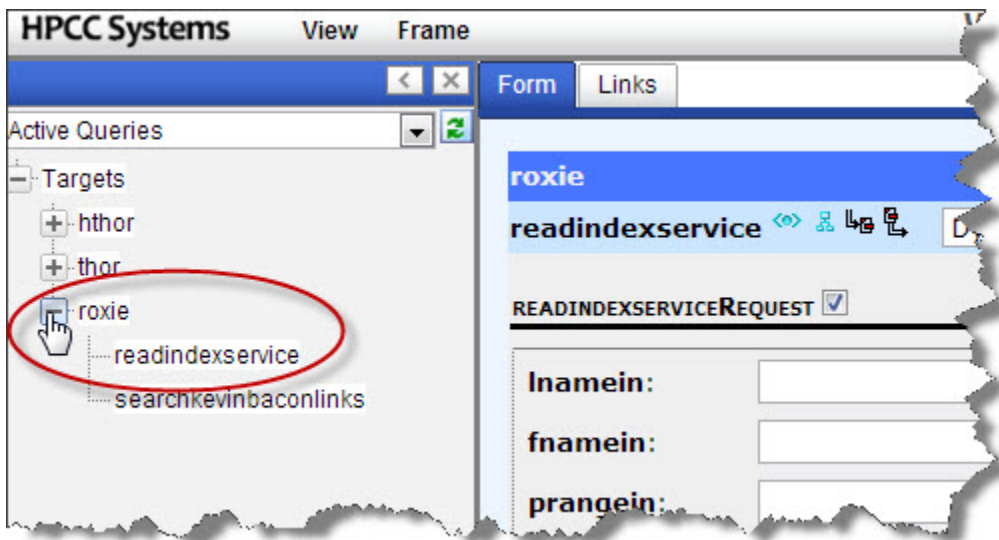 HPCC Systems View Frame
Form Links
Active Queries
Targets
roxie
hthor
readindexservice
thor
roxie
READINDEXSERVICEREQUEST
readindexservice
lnamein:
searchkevinbaconlinks
fnamein:
prangein: